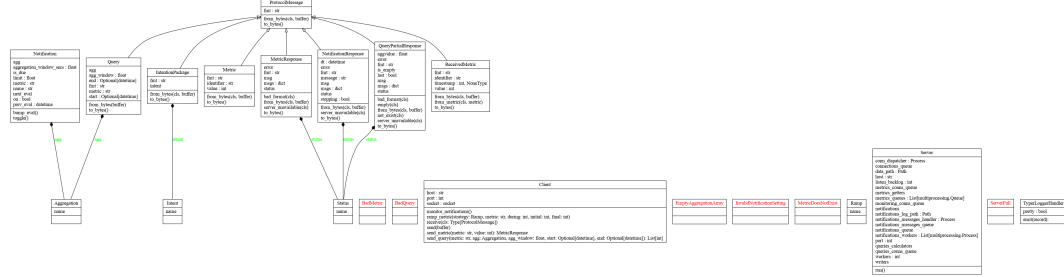 ProtocolMessage
fmt : str
from_bytes(cls, buffer)
to_bytes()
Notification
agg
aggregation_window_secs : float
is_due
limit : float
metric : str
name : str
next_eval
on : bool
prev_eval : datetime
bump_eval()
toggle()
Query
agg
agg_window : float
end : Optional[datetime]
fmt : str
metric : str
start : Optional[datetime]
from_bytes(buffer)
to_bytes()
IntentionPackage
fmt : str
intent
from_bytes(cls, buffer)
to_bytes()
Metric
fmt : str
identifier : str
value : int
from_bytes(cls, buffer)
to_bytes()
MetricResponse
error
fmt : str
msg
msgs : dict
status
bad_format(cls)
from_bytes(cls, buffer)
server_unavailable(cls)
to_bytes()
NotificationResponse
dt : datetime
error
fmt : str
message : str
msg
msgs : dict
status
stopping : bool
from_bytes(cls, buffer)
server_unavailable(cls)
to_bytes()
QueryPartialResponse
aggvalue : float
error
fmt : str
is_empty
last : bool
msg
msgs : dict
status
bad_format(cls)
empty(cls)
from_bytes(cls, buffer)
not_exist(cls)
server_unavailable(cls)
to_bytes()
ReceivedMetric
fmt : str
identifier : str
timestamp : int, NoneType
value : int
from_bytes(cls, buffer)
from_metric(cls, metric)
to_bytes()
agg
agg
intent
status
status
status
Aggregation
name
Intent
name
Status
name
BadMetric
BadQuery
Client
host : str
port : int
socket : socket
monitor_notifications()
ramp_metric(strategy: Ramp, metric: str, during: int, initial: int, final: int)
receive(cls: Type[ProtocolMessage])
send(buffer)
send_metric(metric: str, value: int): MetricResponse
send_query(metric: str, agg: Aggregation, agg_window: float, start: Optional[datetime], end: Optional[datetime]): List[int]
EmptyAggregationArray
InvalidNotificationSetting
MetricDoesNotExist
Ramp
name
Server
conn_dispatcher : Process
connections_queue
data_path : Path
host : str
listen_backlog : int
metrics_conns_queue
metrics_getters
metrics_queues : List[multiprocessing.Queue]
monitoring_conns_queue
notifications
notifications_log_path : Path
notifications_messages_handler : Process
notifications_messages_queue
notifications_queue
notifications_workers : List[multiprocessing.Process]
port : int
queries_calculators
queries_conns_queue
workers : int
writers
run()
ServerFull
TyperLoggerHandler
pretty : bool
emit(record)